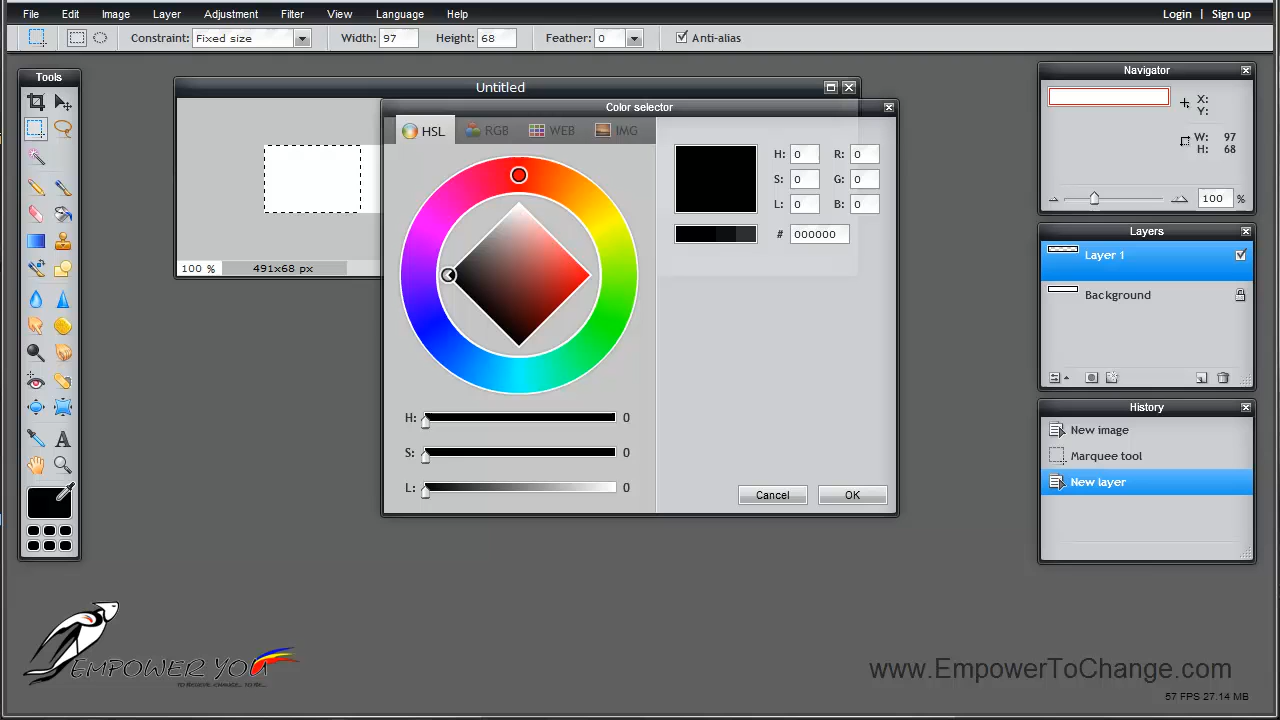 File Edit Image Layer Adjustment Filter View Language Help Login | Sign up
Constraint: Fixed size Width: 97 Height: 68 Feather: 0 Anti-alias
Tools
Untitled
100 % 491x68 px
Color selector
HSL RGB WEB IMG
H: 0 R: 0
S: 0 G: 0
L: 0 B: 0
# 000000
H: 0
S: 0
L: 0
Cancel OK
Navigator
X:
Y:
W: 97
H: 68
100 %
Layers
Layer 1
Background
History
New image
Marquee tool
New layer
EMPOWER YOU
www.EmpowerToChange.com
57 FPS 27.14 MB